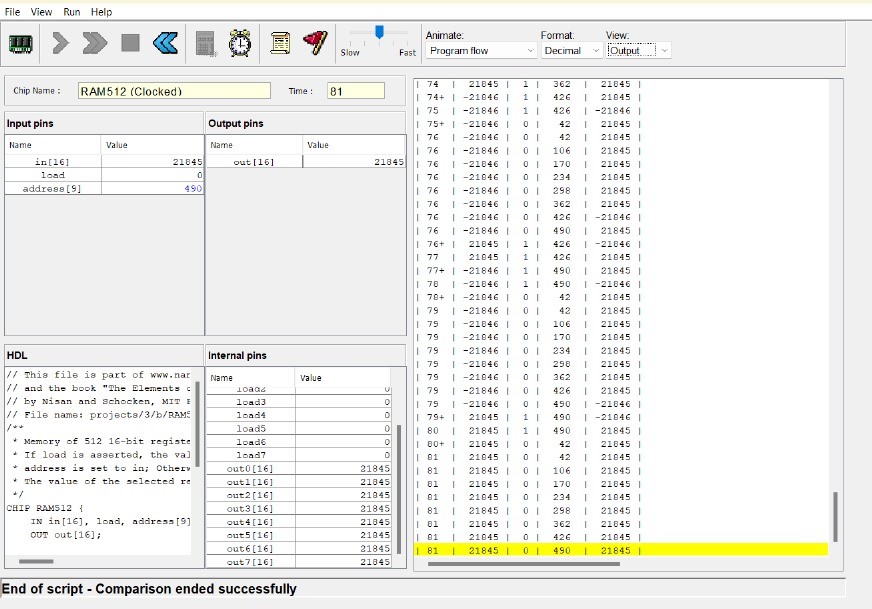 File View Run Help
Slow Fast
Animate: Format: View:
Program flow Decimal Output
Chip Name : RAM512 (Clocked) Time : 81
Input pins
Name Value
in[16] 21845
load 0
address[9] 490
Output pins
Name Value
out[16] 21845
HDL
// This file is part of www.nan
// and the book "The Elements o
// by Nisan and Schocken, MIT P
// File name: projects/3/b/RAM5
/**
* Memory of 512 16-bit registe
* If load is asserted, the val
* address is set to in; Otherw
* The value of the selected re
*/
CHIP RAM512 {
IN in[16], load, address[9]
OUT out[16];
Internal pins
Name Value
load2 0
load3 0
load4 0
load5 0
load6 0
load7 0
out0[16] 21845
out1[16] 21845
out2[16] 21845
out3[16] 21845
out4[16] 21845
out5[16] 21845
out6[16] 21845
out7[16] 21845
| 74 | 21845 | 1 | 362 | 21845 |
| 74+ | -21846 | 1 | 426 | 21845 |
| 75 | -21846 | 1 | 426 | -21846 |
| 75+ | -21846 | 0 | 42 | 21845 |
| 76 | -21846 | 0 | 42 | 21845 |
| 76 | -21846 | 0 | 106 | 21845 |
| 76 | -21846 | 0 | 170 | 21845 |
| 76 | -21846 | 0 | 234 | 21845 |
| 76 | -21846 | 0 | 298 | 21845 |
| 76 | -21846 | 0 | 362 | 21845 |
| 76 | -21846 | 0 | 426 | -21846 |
| 76 | -21846 | 0 | 490 | 21845 |
| 76+ | 21845 | 1 | 426 | -21846 |
| 77 | 21845 | 1 | 426 | 21845 |
| 77+ | -21846 | 1 | 490 | 21845 |
| 78 | -21846 | 1 | 490 | -21846 |
| 78+ | -21846 | 0 | 42 | 21845 |
| 79 | -21846 | 0 | 42 | 21845 |
| 79 | -21846 | 0 | 106 | 21845 |
| 79 | -21846 | 0 | 170 | 21845 |
| 79 | -21846 | 0 | 234 | 21845 |
| 79 | -21846 | 0 | 298 | 21845 |
| 79 | -21846 | 0 | 362 | 21845 |
| 79 | -21846 | 0 | 426 | 21845 |
| 79 | -21846 | 0 | 490 | -21846 |
| 79+ | 21845 | 1 | 490 | -21846 |
| 80 | 21845 | 1 | 490 | 21845 |
| 80+ | 21845 | 0 | 42 | 21845 |
| 81 | 21845 | 0 | 42 | 21845 |
| 81 | 21845 | 0 | 106 | 21845 |
| 81 | 21845 | 0 | 170 | 21845 |
| 81 | 21845 | 0 | 234 | 21845 |
| 81 | 21845 | 0 | 298 | 21845 |
| 81 | 21845 | 0 | 362 | 21845 |
| 81 | 21845 | 0 | 426 | 21845 |
| 81 | 21845 | 0 | 490 | 21845 |
End of script - Comparison ended successfully